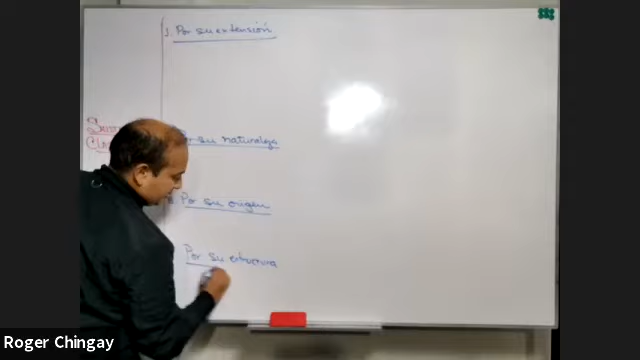 1. Por su extensión
Por su naturaleza
Por su origen
Por su estructura
Roger Chingay